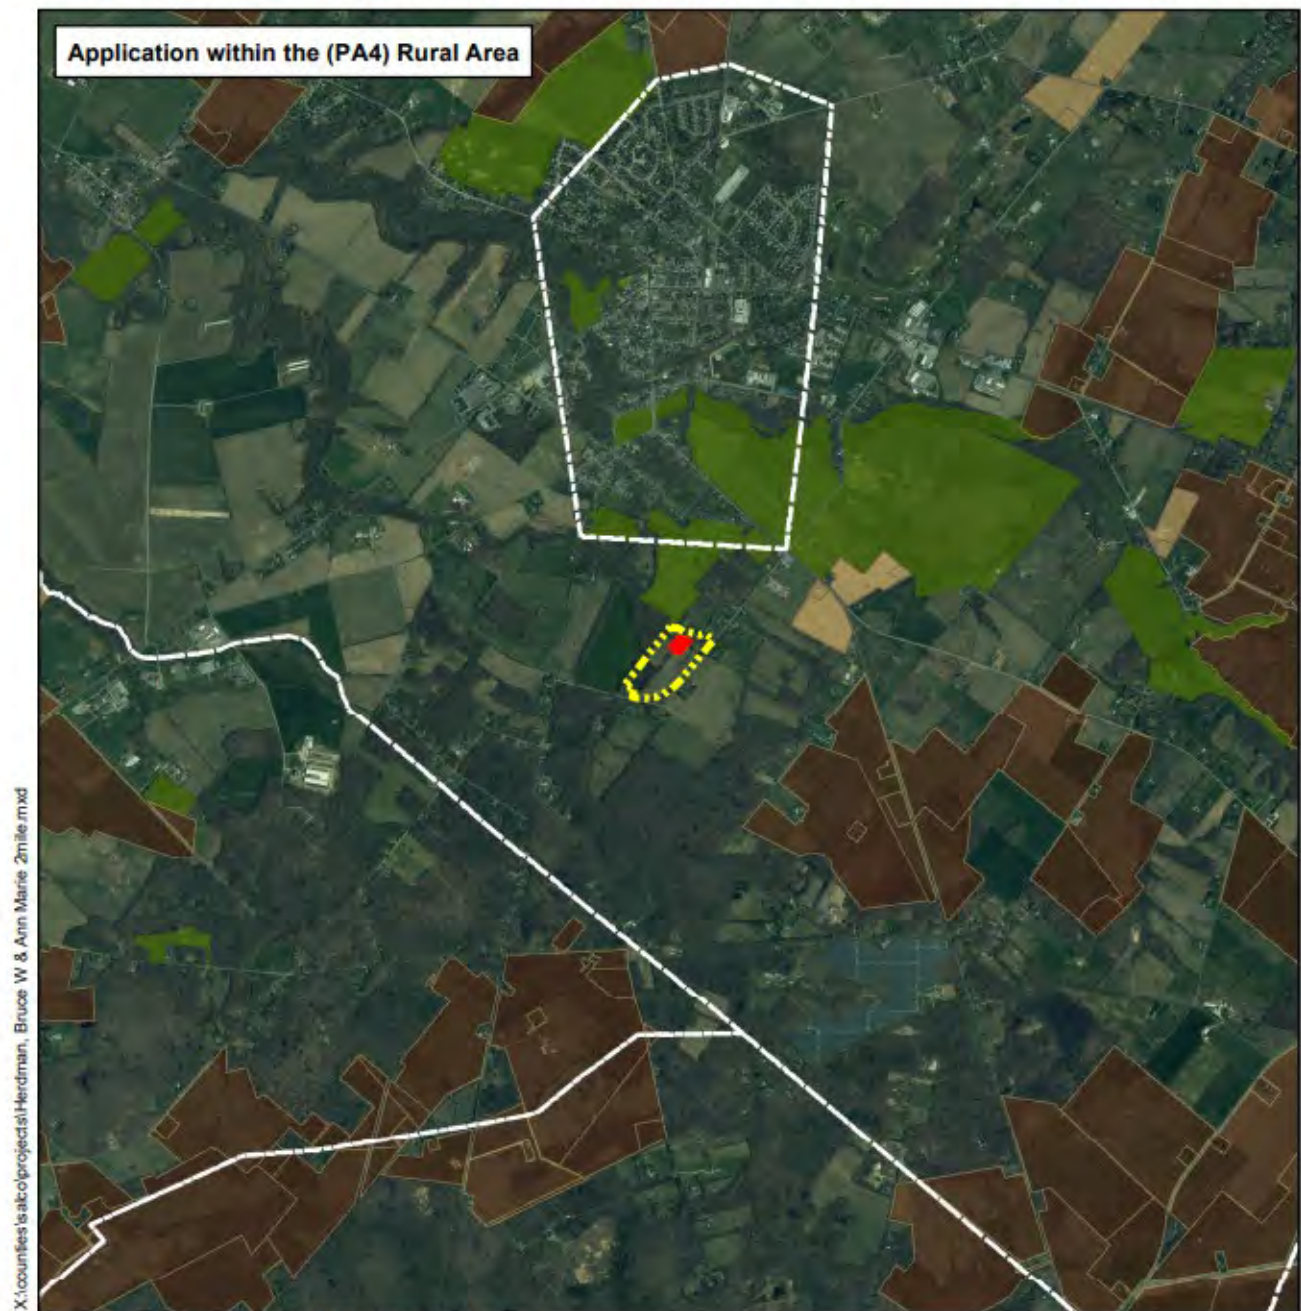 Application within the (PA4) Rural Area
X:\counties\salco\projects\Herdman, Bruce W & Ann Marie 2mile.mxd